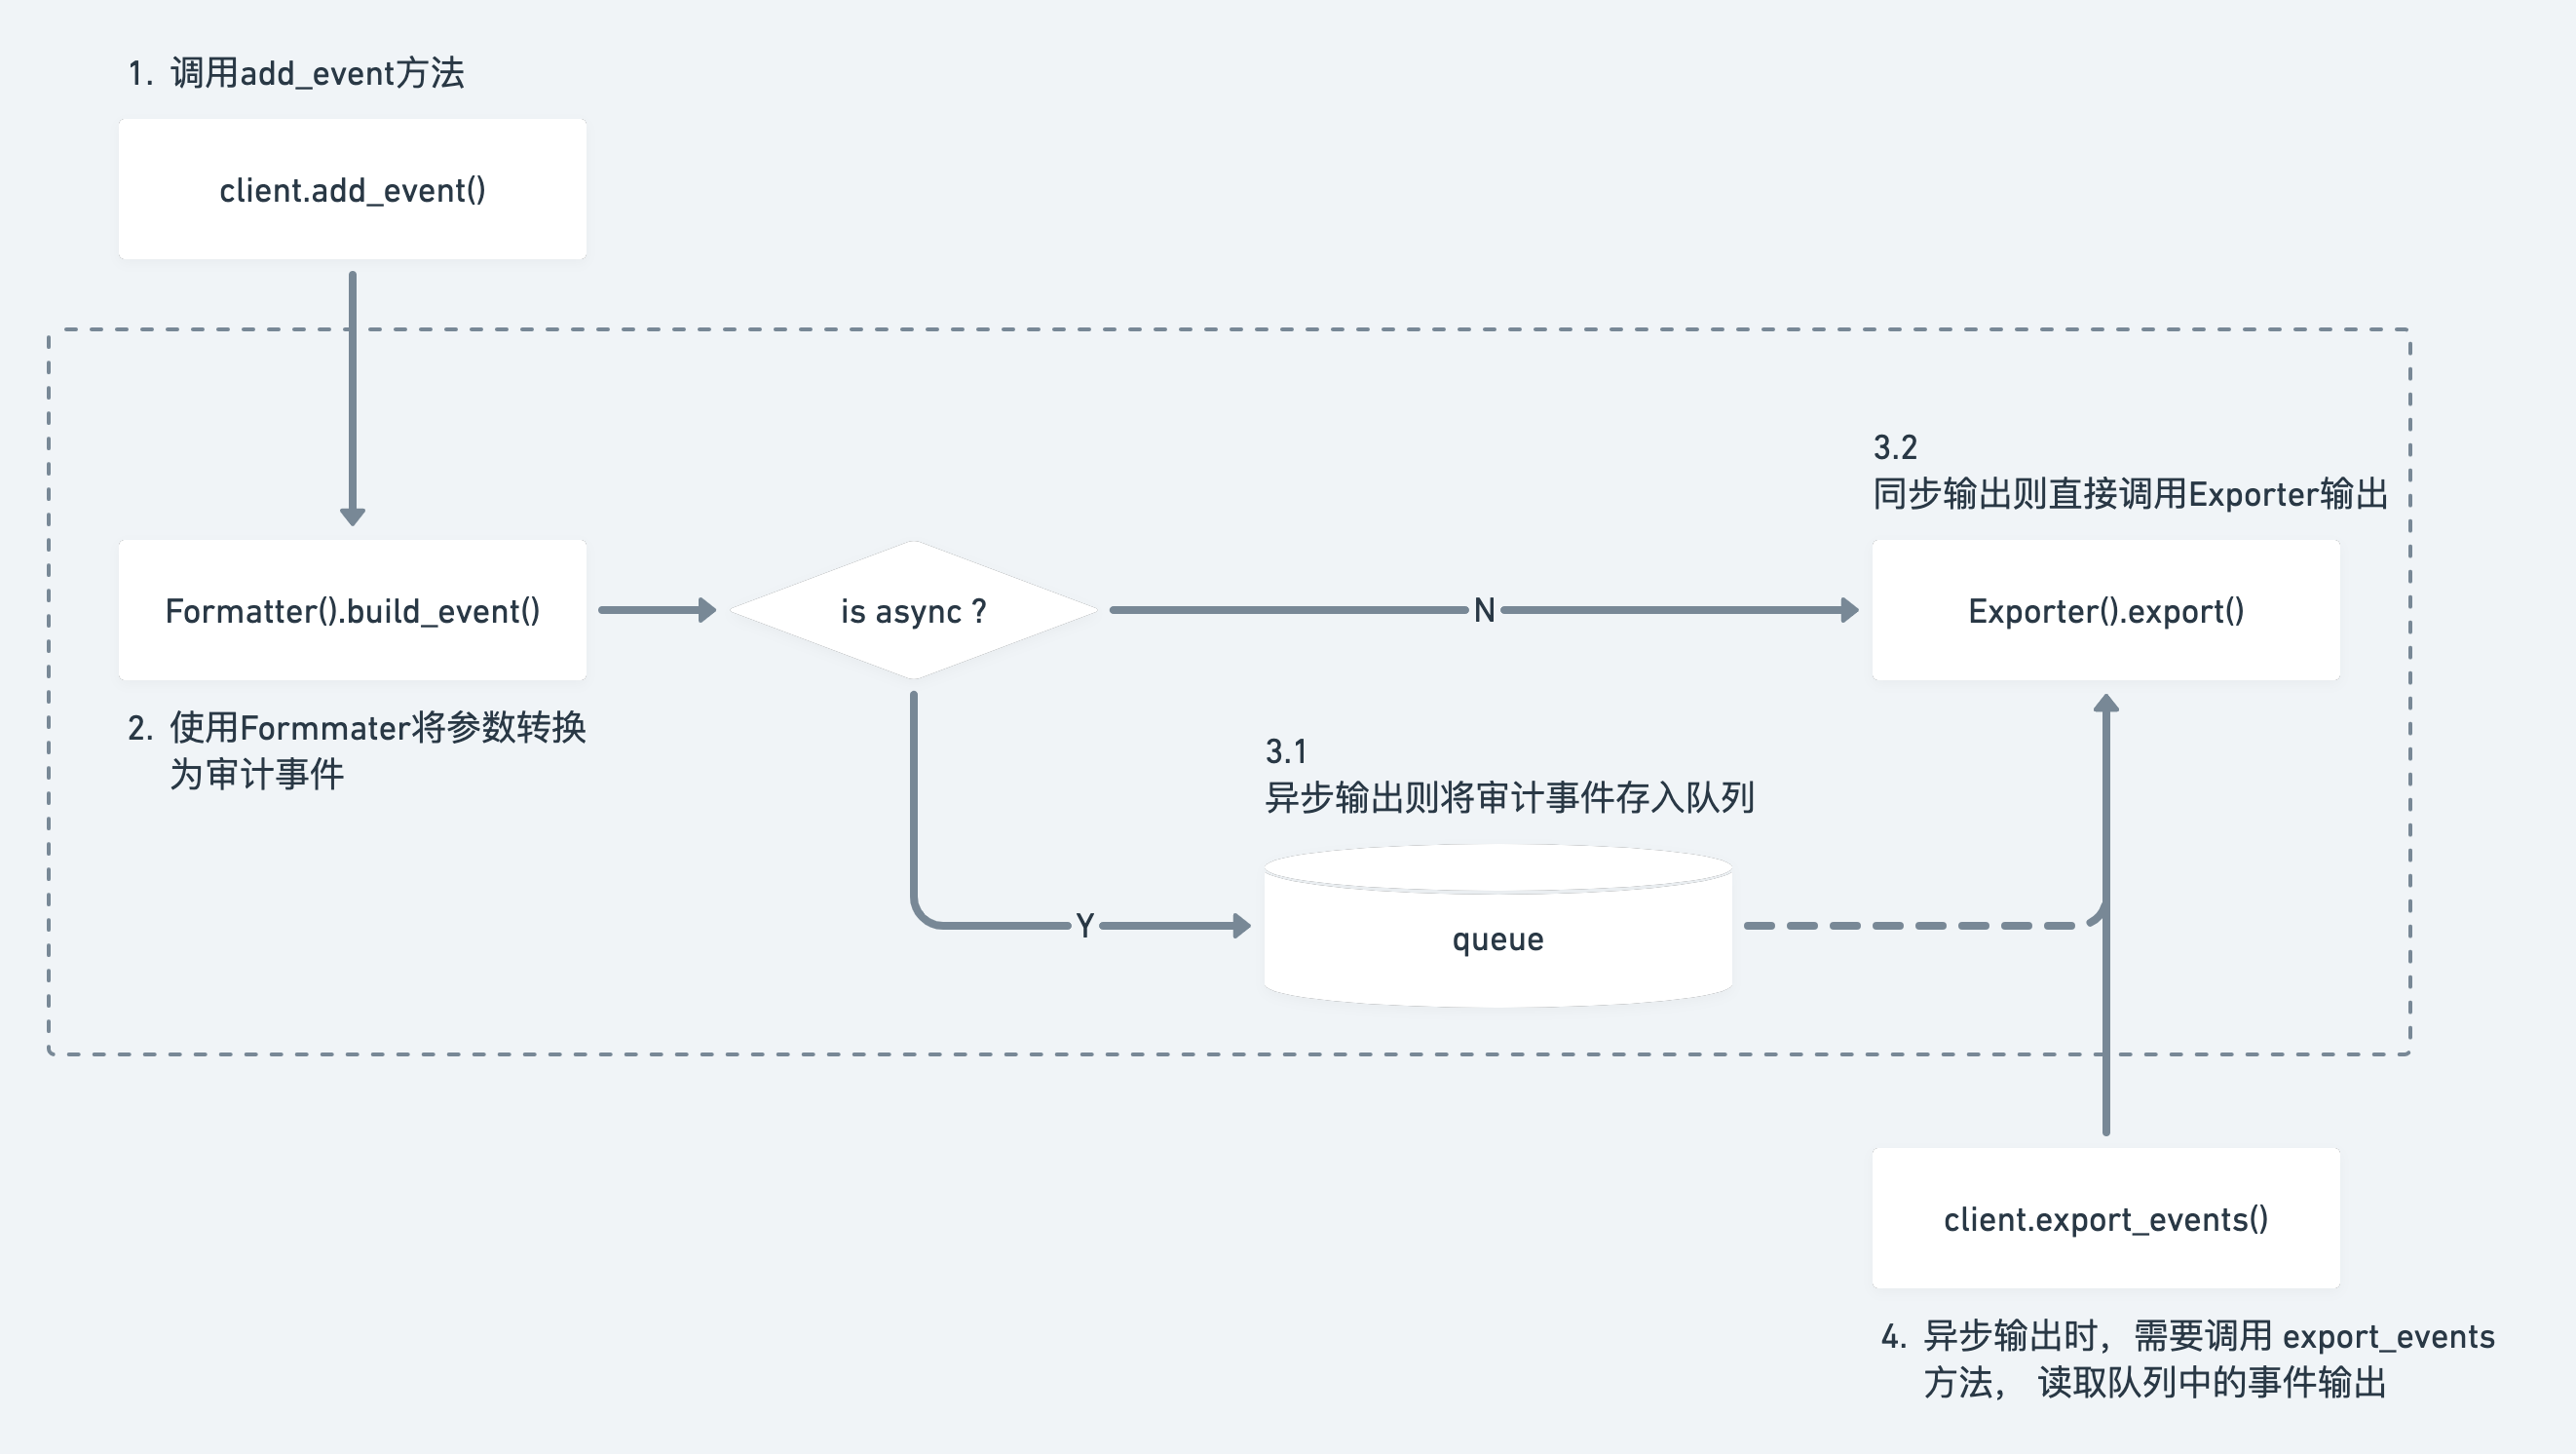 1. 调用add_event方法
client.add_event()
3.2
同步输出则直接调用Exporter输出
Formatter().build_event()
is async ?
N
Exporter().export()
2. 使用Formmater将参数转换
为审计事件
3.1
异步输出则将审计事件存入队列
Y
queue
client.export_events()
4. 异步输出时，需要调用 export_events
方法， 读取队列中的事件输出